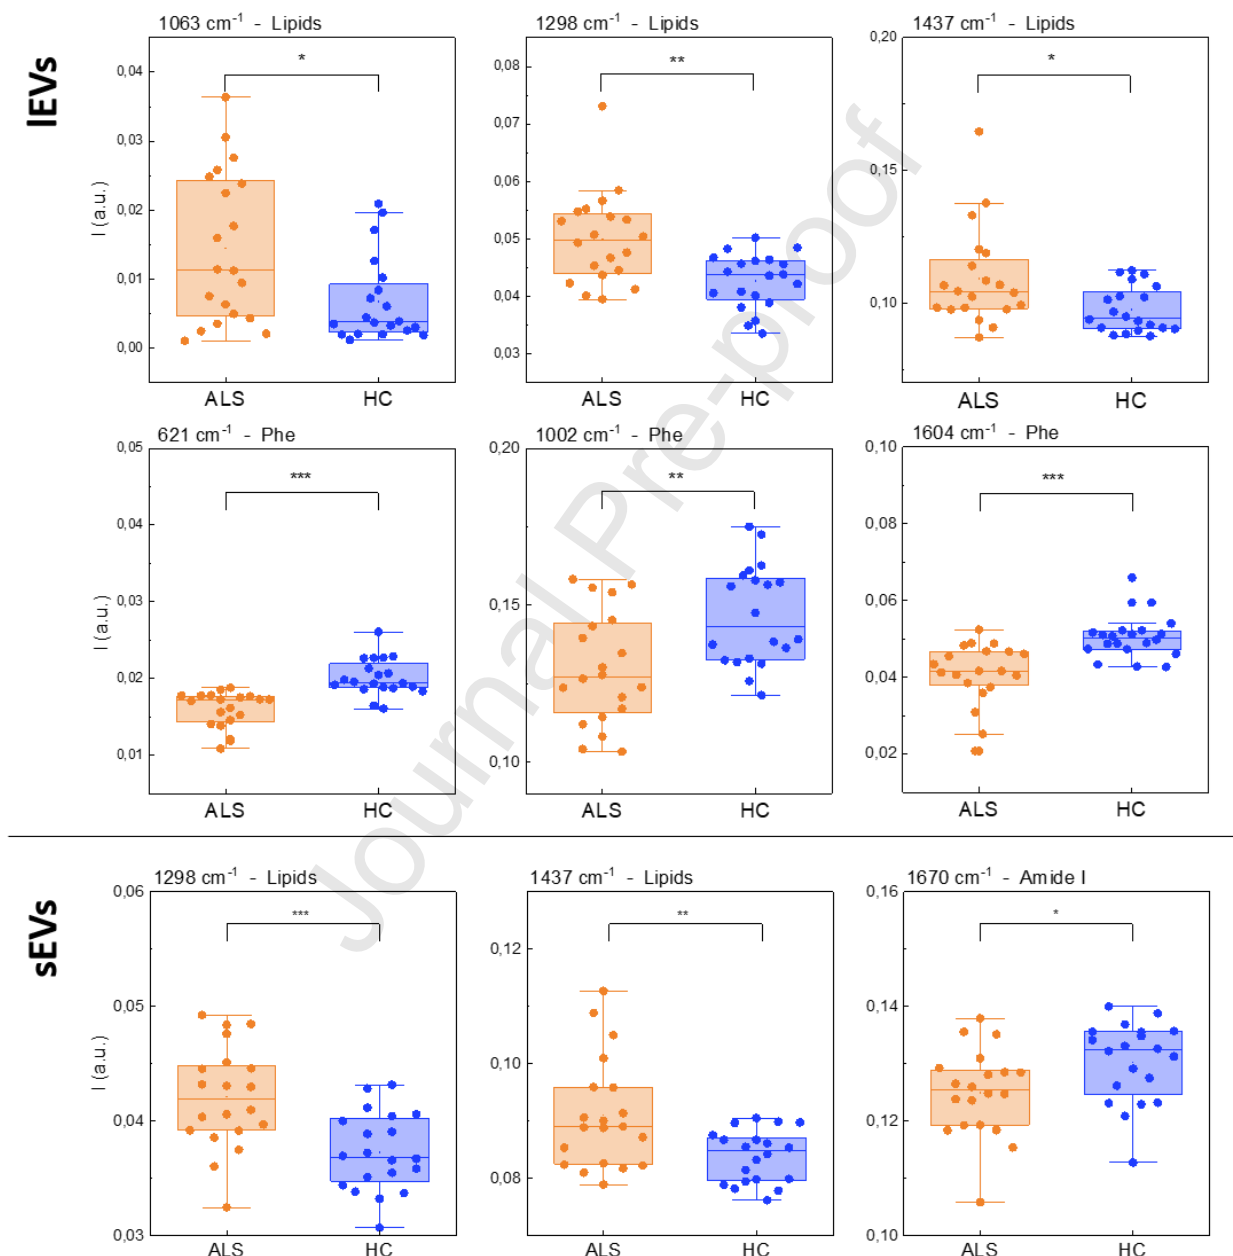 lEVs
1063 cm-1 - Lipids
1298 cm-1 - Lipids
1437 cm-1 - Lipids
I (a.u.)
0,04
0,03
0,02
0,01
0,00
*
ALS
HC
0,08
0,07
0,06
0,05
0,04
0,03
**
ALS
HC
0,20
0,15
0,10
*
ALS
HC
621 cm-1 - Phe
1002 cm-1 - Phe
1604 cm-1 - Phe
I (a.u.)
0,05
0,04
0,03
0,02
0,01
***
ALS
HC
0,20
0,15
0,10
**
ALS
HC
0,10
0,08
0,06
0,04
0,02
***
ALS
HC
Journal Pre-proof
sEVs
1298 cm-1 - Lipids
1437 cm-1 - Lipids
1670 cm-1 - Amide I
I (a.u.)
0,06
0,05
0,04
0,03
***
ALS
HC
0,12
0,10
0,08
**
ALS
HC
0,16
0,14
0,12
0,10
*
ALS
HC